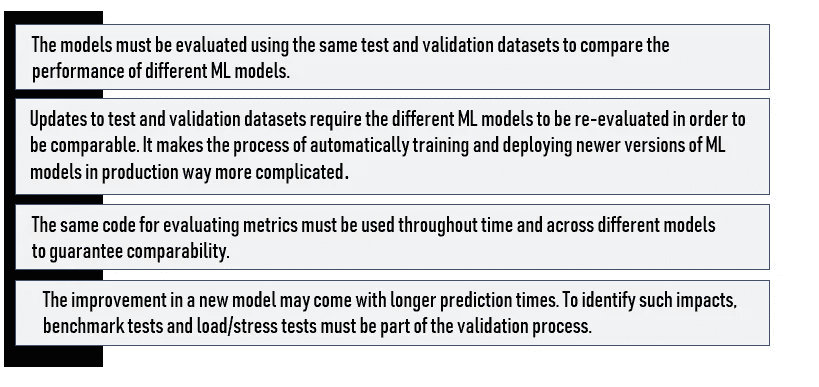 The models must be evaluated using the same test and validation datasets to compare the
performance of different ML models.
Updates to test and validation datasets require the different ML models to be re-evaluated in order to
be comparable. It makes the process of automatically training and deploying newer versions of ML
models in production way more complicated.
The same code for evaluating metrics must be used throughout time and across different models
to guarantee comparability.
The improvement in a new model may come with longer prediction times. To identify such impacts,
benchmark tests and load/stress tests must be part of the validation process.